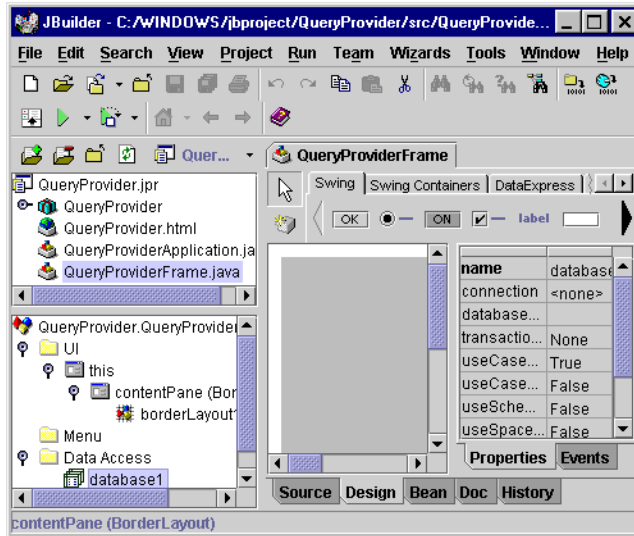 JBuilder - C:/WINDOWS/jbproject/QueryProvider/src/QueryProvide...
File Edit Search View Project Run Team Wizards Tools Window Help
Quer...
QueryProviderFrame
QueryProvider.jpr
QueryProvider
QueryProvider.html
QueryProviderApplication.ja
QueryProviderFrame.java
Swing Swing Containers DataExpress
OK ON label
QueryProvider.QueryProvider
UI
this
contentPane (Bor
borderLayout1
Menu
Data Access
database1
name database
connection <none>
database...
transactio... None
useCase... True
useCase... False
useSche... False
useSpace... False
Properties Events
Source Design Bean Doc History
contentPane (BorderLayout)